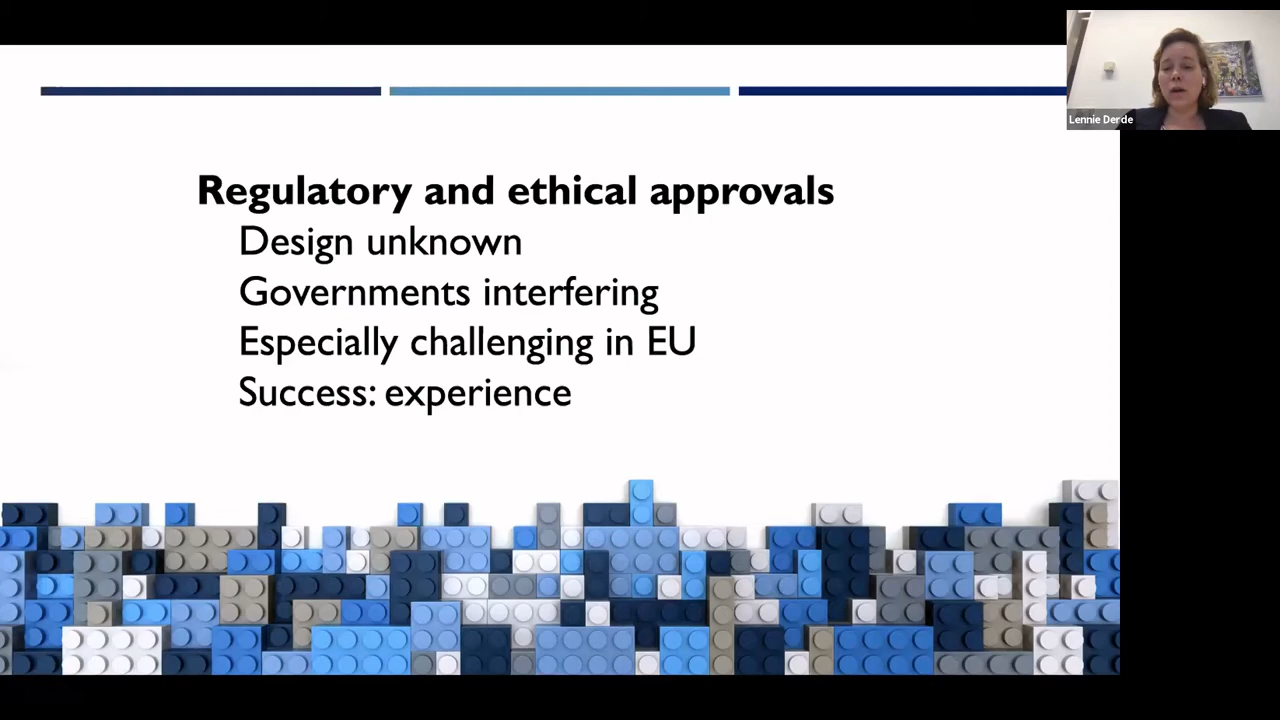 Regulatory and ethical approvals
Design unknown
Governments interfering
Especially challenging in EU
Success: experience
Lennie Derde